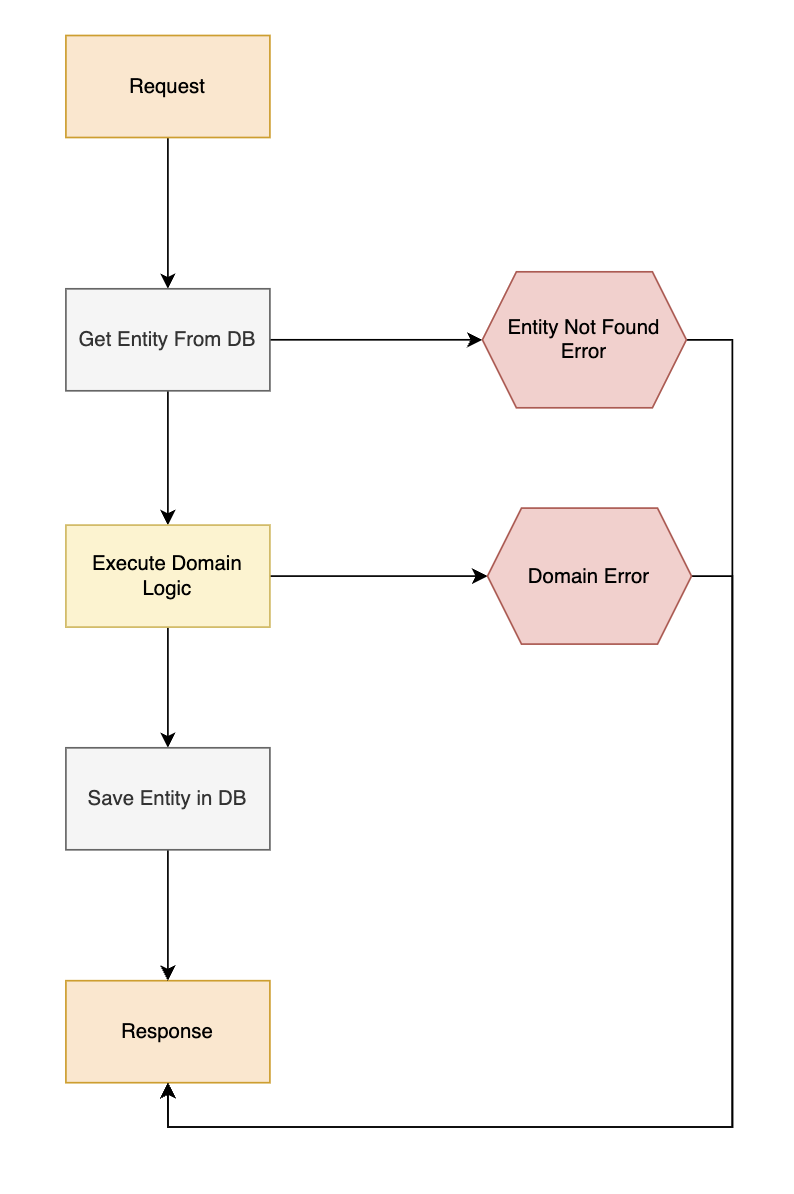 Request
Get Entity From DB
Entity Not Found
Error
Execute Domain
Logic
Domain Error
Save Entity in DB
Response